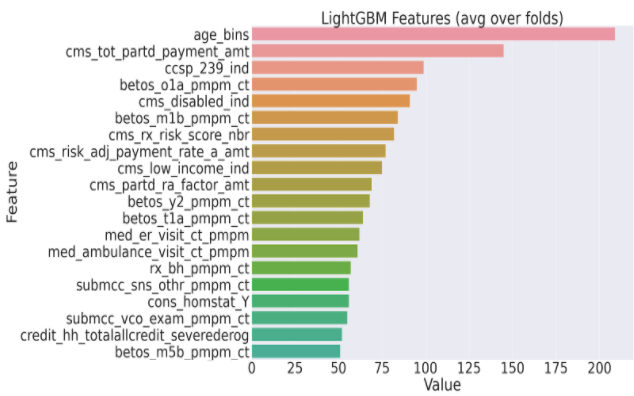 LightGBM Features (avg over folds)
age_bins
cms_tot_partd_payment_amt
ccsp_239_ind
betos_o1a_pmpm_ct
cms_disabled_ind
betos_m1b_pmpm_ct
cms_rx_risk_score_nbr
cms_risk_adj_payment_rate_a_amt
cms_low_income_ind
cms_partd_ra_factor_amt
betos_y2_pmpm_ct
betos_t1a_pmpm_ct
med_er_visit_ct_pmpm
med_ambulance_visit_ct_pmpm
rx_bh_pmpm_ct
submcc_sns_othr_pmpm_ct
cons_homstat_Y
submcc_vco_exam_pmpm_ct
credit_hh_totalallcredit_severederog
betos_m5b_pmpm_ct
Feature
0 25 50 75 100 125 150 175 200
Value